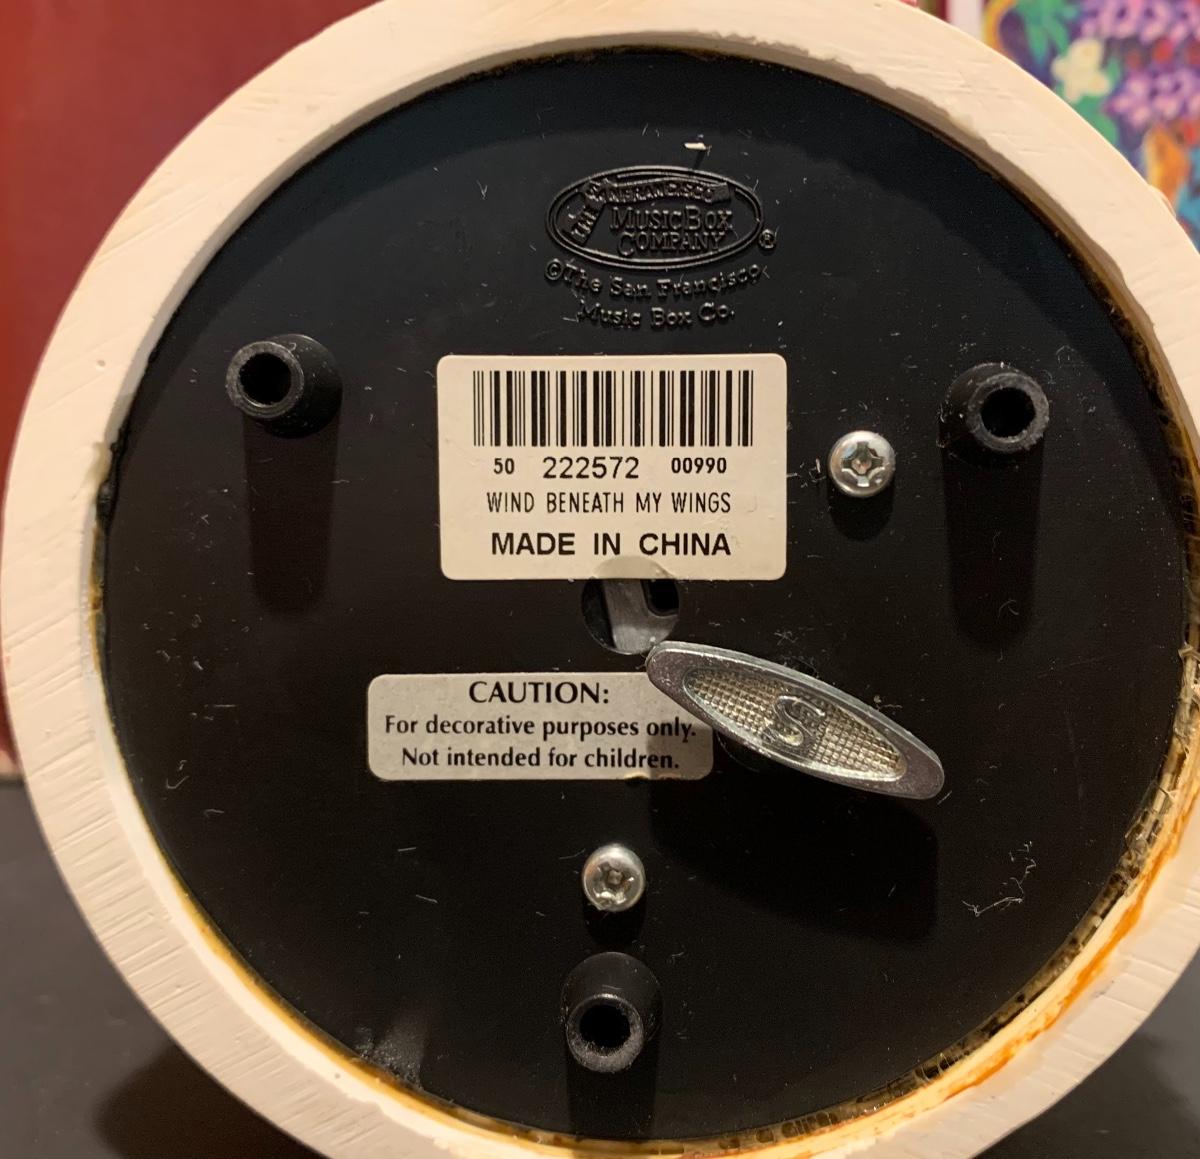 THE SAN FRANCISCO
MUSIC BOX
COMPANY
®
©The San Francisco
Music Box Co.
50 222572 00990
WIND BENEATH MY WINGS
MADE IN CHINA
CAUTION:
For decorative purposes only.
Not intended for children.
S